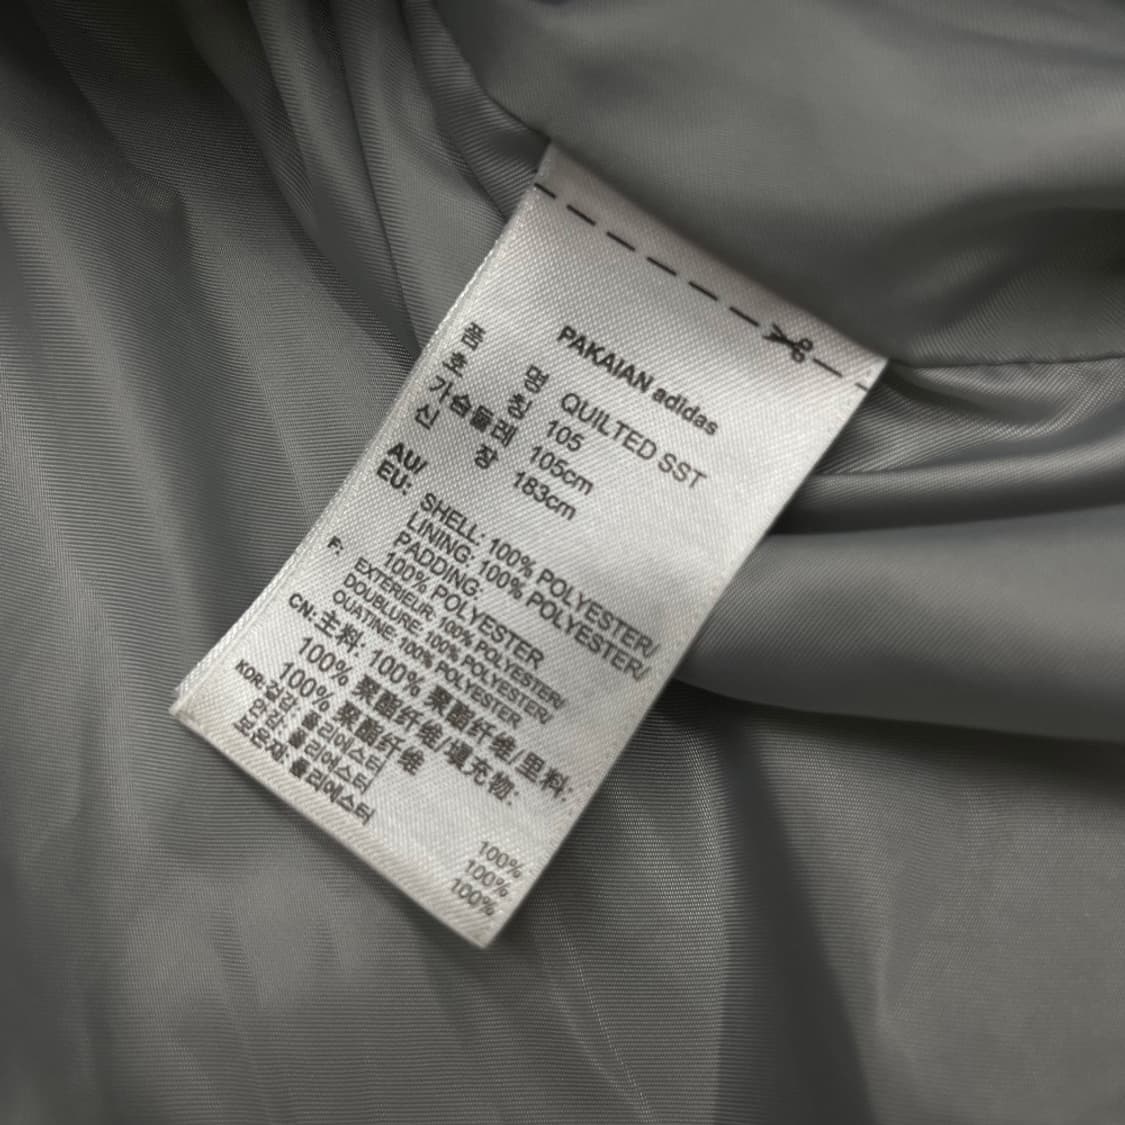 PAKAIAN adidas
품 명 QUILTED SST
호 칭 105
가슴둘레 105cm
신 장 183cm
AU/
EU: SHELL: 100% POLYESTER/
LINING: 100% POLYESTER/
PADDING:
100% POLYESTER
F: EXTÉRIEUR: 100% POLYESTER/
DOUBLURE: 100% POLYESTER/
OUATINE: 100% POLYESTER
CN: 主料: 100% 聚酯纤维/里料:
100% 聚酯纤维/填充物:
100% 聚酯纤维
KOR: 겉감: 폴리에스터 100%
안감: 폴리에스터 100%
보온재: 폴리에스터 100%